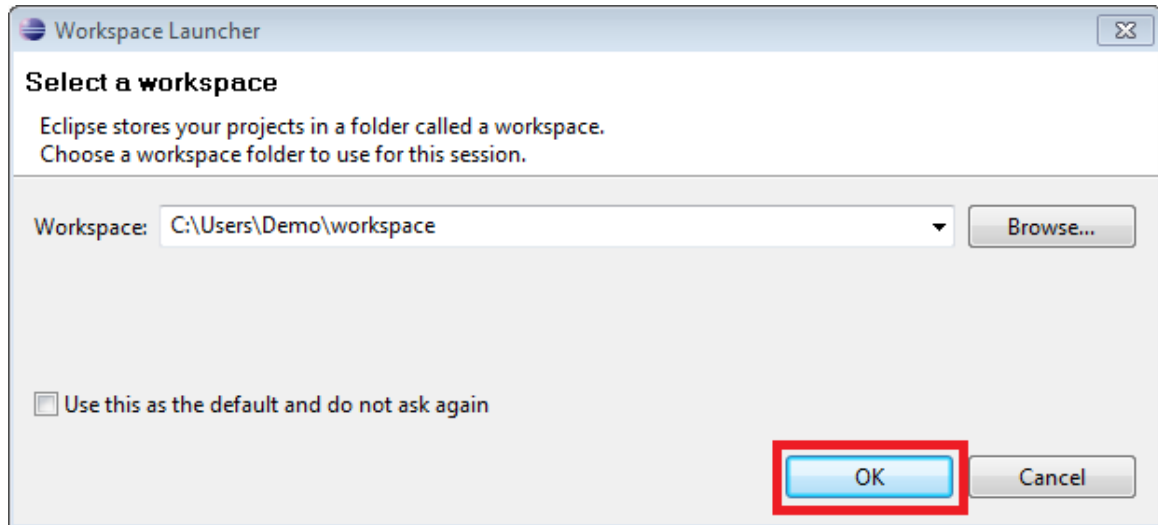 Workspace Launcher
Select a workspace
Eclipse stores your projects in a folder called a workspace.
Choose a workspace folder to use for this session.
Workspace: C:\Users\Demo\workspace Browse...
Use this as the default and do not ask again
OK Cancel